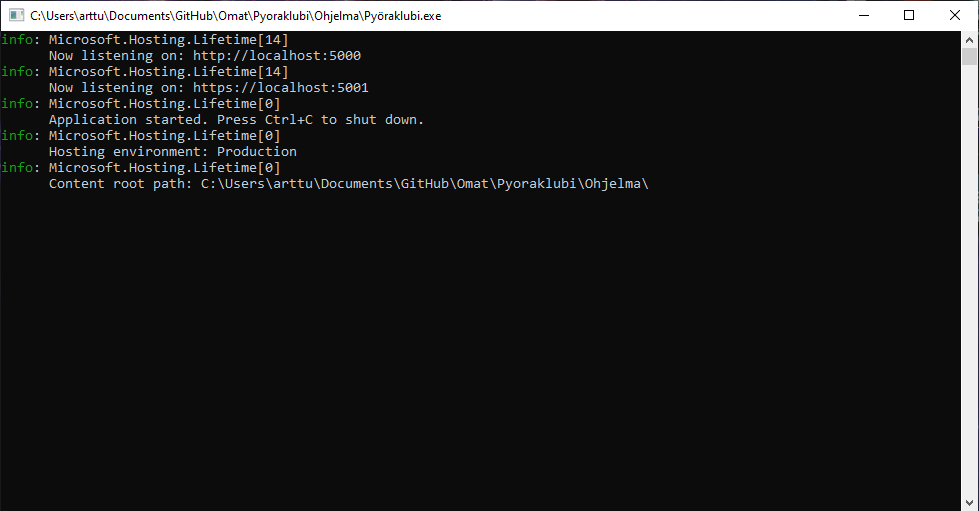 C:\Users\arttu\Documents\GitHub\Omat\Pyoraklubi\Ohjelma\Pyöraklubi.exe
info: Microsoft.Hosting.Lifetime[14]
Now listening on: http://localhost:5000
info: Microsoft.Hosting.Lifetime[14]
Now listening on: https://localhost:5001
info: Microsoft.Hosting.Lifetime[0]
Application started. Press Ctrl+C to shut down.
info: Microsoft.Hosting.Lifetime[0]
Hosting environment: Production
info: Microsoft.Hosting.Lifetime[0]
Content root path: C:\Users\arttu\Documents\GitHub\Omat\Pyoraklubi\Ohjelma\